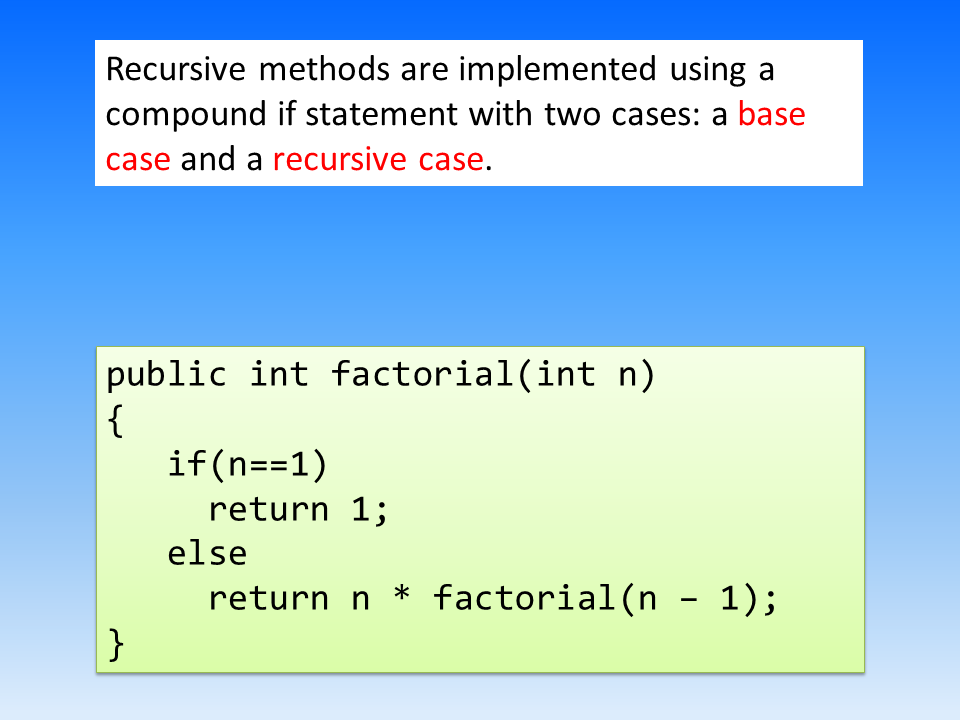 Recursive methods are implemented using a
compound if statement with two cases: a base
case and a recursive case.
public int factorial(int n)
{
   if(n==1)
     return 1;
   else
     return n * factorial(n – 1);
}